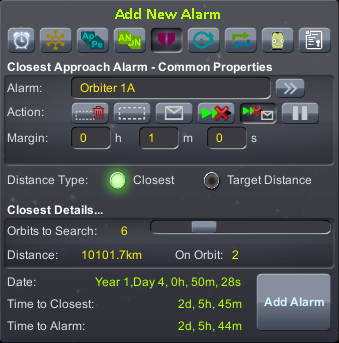 Add New Alarm
Ap Pe AN DN
Closest Approach Alarm - Common Properties
Alarm: Orbiter 1A
Action:
Margin: 0 h 1 m 0 s
Distance Type: Closest Target Distance
Closest Details...
Orbits to Search: 6
Distance: 10101.7km On Orbit: 2
Date: Year 1,Day 4, 0h, 50m, 28s
Time to Closest: 2d, 5h, 45m
Add Alarm
Time to Alarm: 2d, 5h, 44m